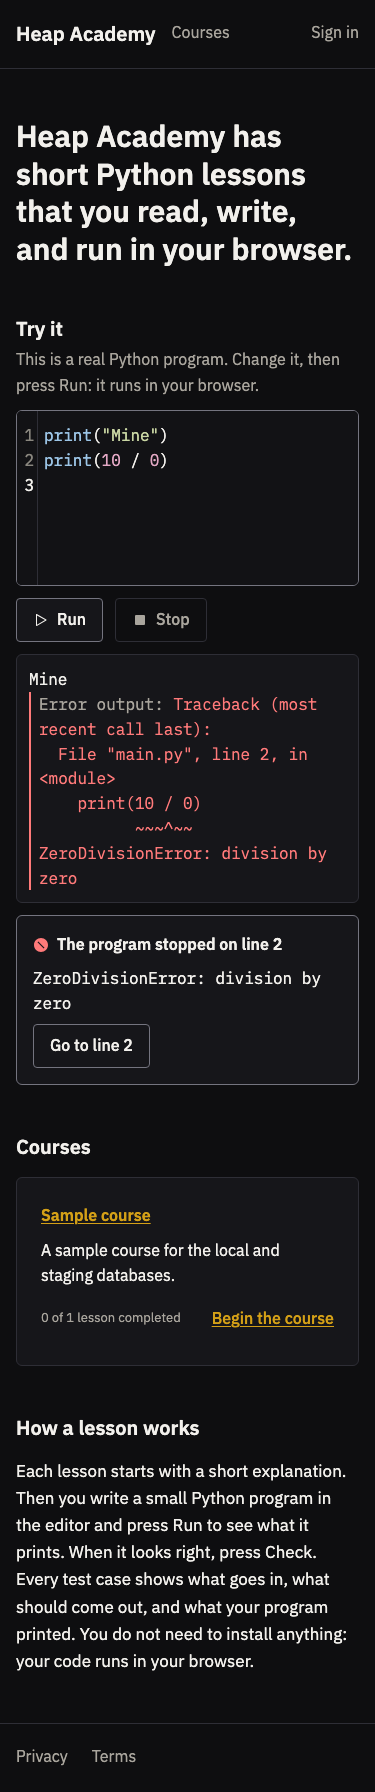 Heap Academy Courses Sign in
Heap Academy has
short Python lessons
that you read, write,
and run in your browser.
Try it
This is a real Python program. Change it, then
press Run: it runs in your browser.
1 print("Mine")
2 print(10 / 0)
3
Run Stop
Mine
Error output: Traceback (most
recent call last):
  File "main.py", line 2, in
<module>
    print(10 / 0)
          ~~~^~~
ZeroDivisionError: division by
zero
The program stopped on line 2
ZeroDivisionError: division by
zero
Go to line 2
Courses
Sample course
A sample course for the local and
staging databases.
0 of 1 lesson completed Begin the course
How a lesson works
Each lesson starts with a short explanation.
Then you write a small Python program in
the editor and press Run to see what it
prints. When it looks right, press Check.
Every test case shows what goes in, what
should come out, and what your program
printed. You do not need to install anything:
your code runs in your browser.
Privacy Terms